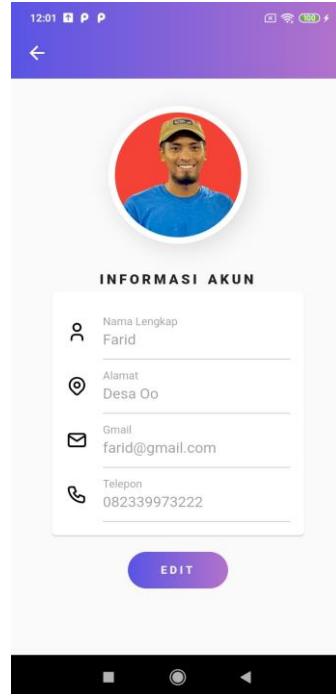 12:01
100
INFORMASI AKUN
Nama Lengkap
Farid
Alamat
Desa Oo
Gmail
farid@gmail.com
Telepon
082339973222
EDIT